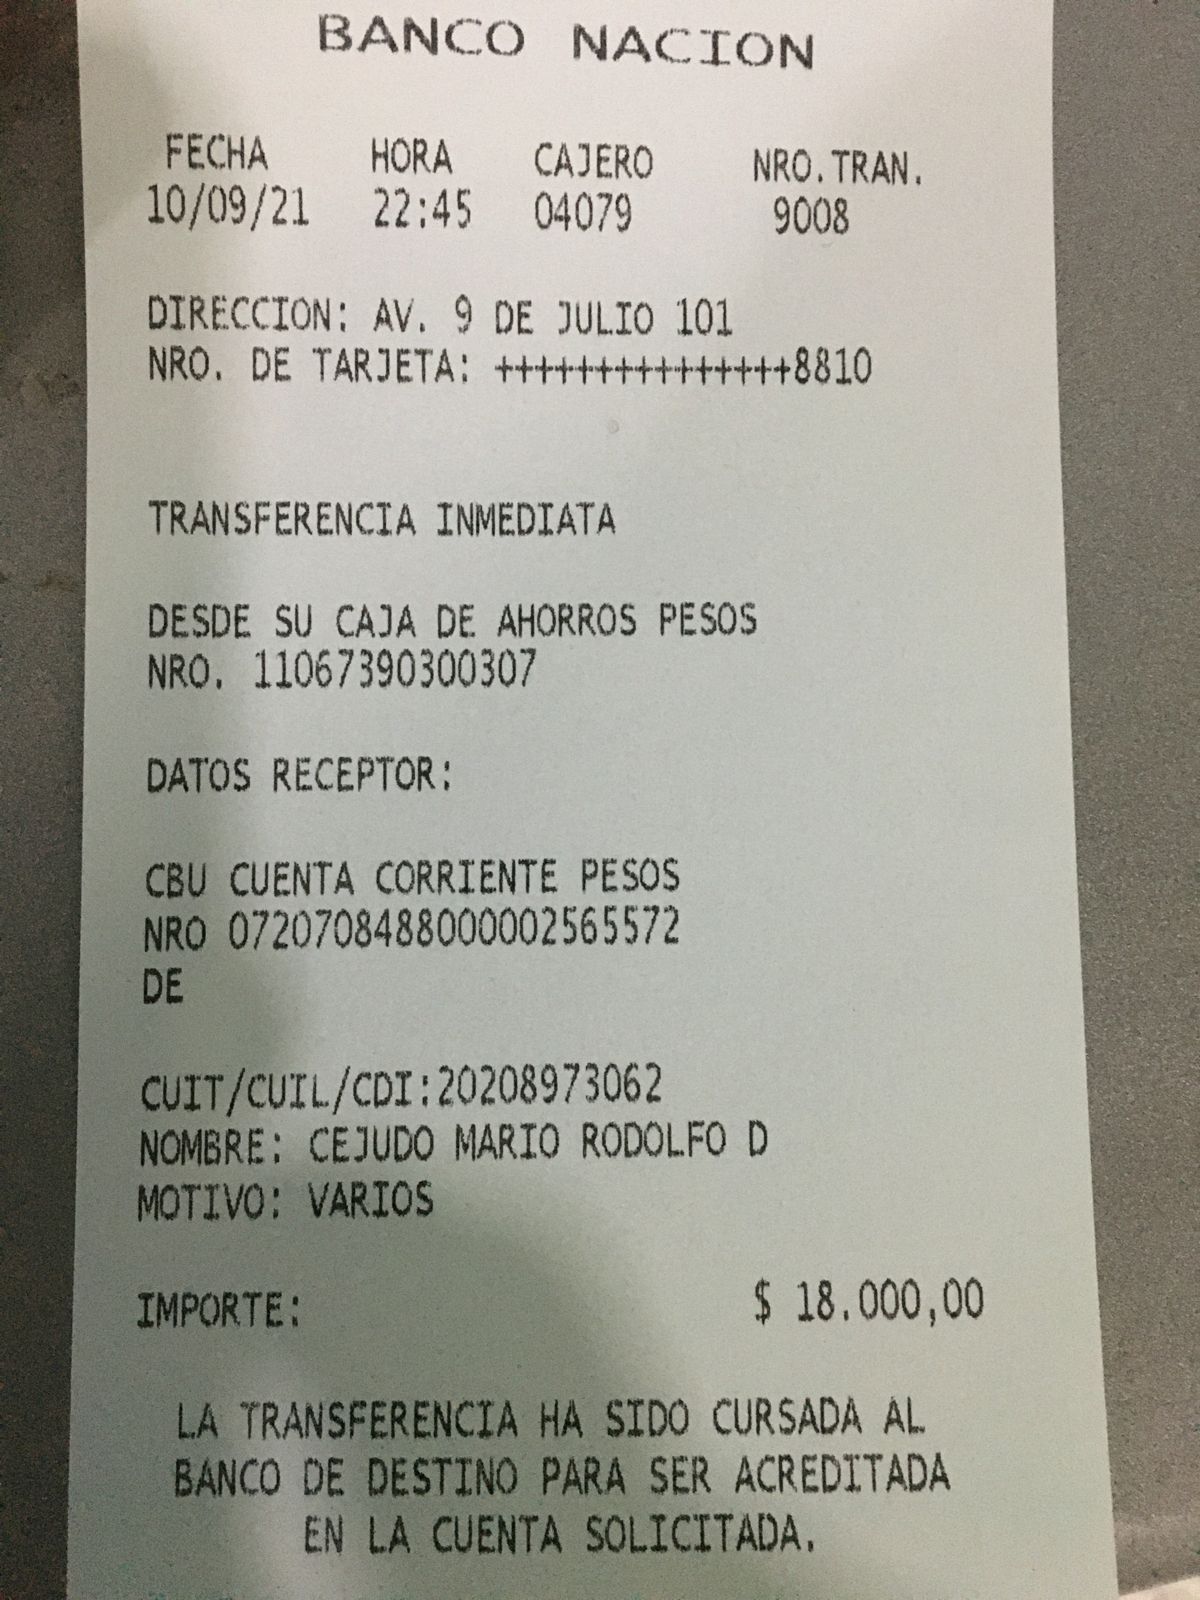 BANCO NACION
FECHA HORA CAJERO NRO.TRAN.
10/09/21 22:45 04079 9008
DIRECCION: AV. 9 DE JULIO 101
NRO. DE TARJETA: +++++++++++++++8810
TRANSFERENCIA INMEDIATA
DESDE SU CAJA DE AHORROS PESOS
NRO. 11067390300307
DATOS RECEPTOR:
CBU CUENTA CORRIENTE PESOS
NRO 0720708488000002565572
DE
CUIT/CUIL/CDI:20208973062
NOMBRE: CEJUDO MARIO RODOLFO D
MOTIVO: VARIOS
IMPORTE: $ 18.000,00
LA TRANSFERENCIA HA SIDO CURSADA AL
BANCO DE DESTINO PARA SER ACREDITADA
EN LA CUENTA SOLICITADA.